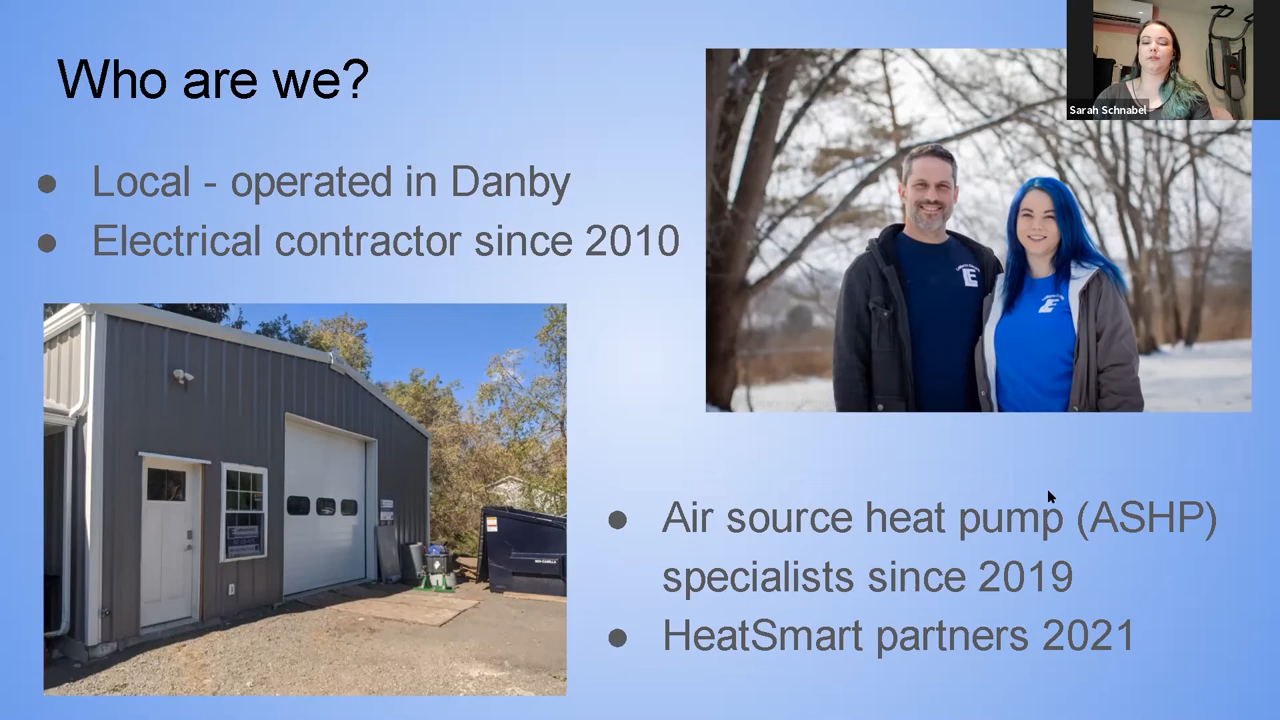 Who are we?
Sarah Schnabel
Local - operated in Danby
Electrical contractor since 2010
E
E
Air source heat pump (ASHP)
specialists since 2019
HeatSmart partners 2021